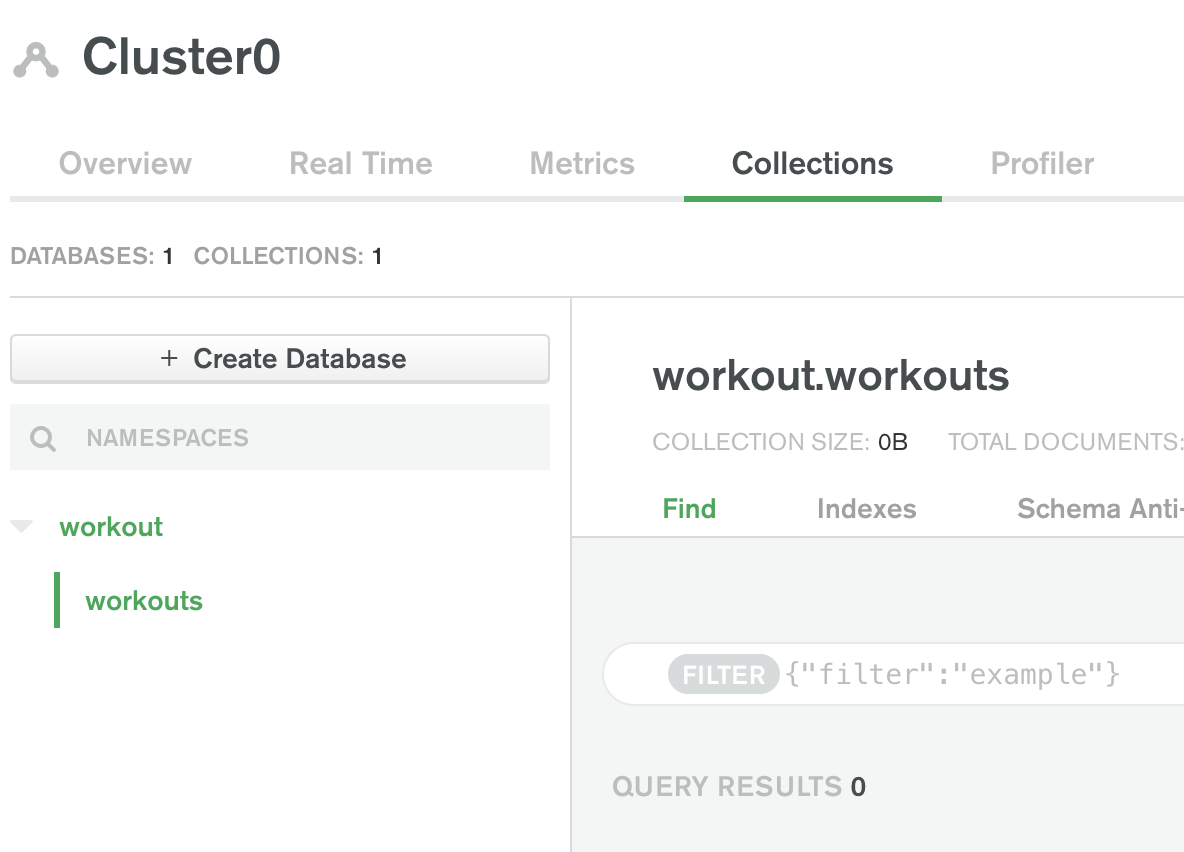 Cluster0
Overview Real Time Metrics Collections Profiler
DATABASES: 1 COLLECTIONS: 1
+ Create Database
NAMESPACES
workout
workouts
workout.workouts
COLLECTION SIZE: 0B TOTAL DOCUMENTS:
Find Indexes Schema Anti-
FILTER {"filter":"example"}
QUERY RESULTS 0